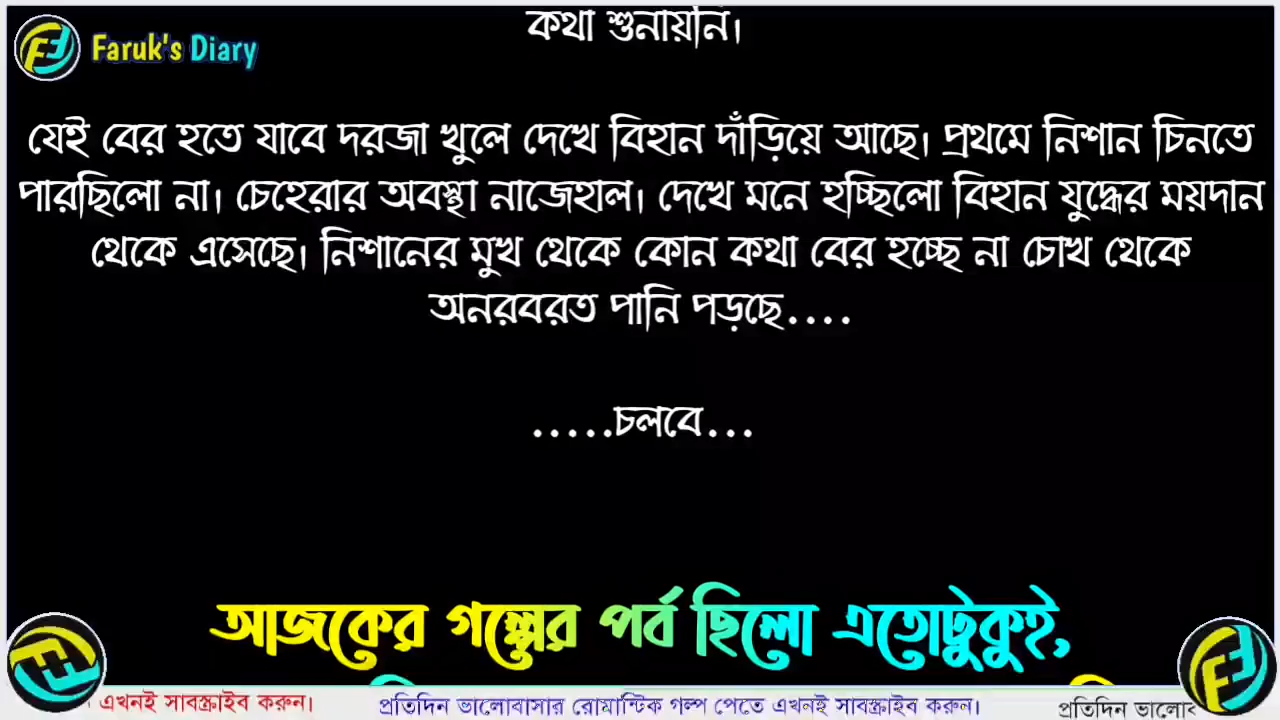 কথা শুনায়নি।
Faruk's Diary
যেই বের হতে যাবে দরজা খুলে দেখে বিহান দাঁড়িয়ে আছে। প্রথমে নিশান চিনতে
পারছিলো না। চেহেরার অবস্থা নাজেহাল। দেখে মনে হচ্ছিলো বিহান যুদ্ধের ময়দান
থেকে এসেছে। নিশানের মুখ থেকে কোন কথা বের হচ্ছে না চোখ থেকে
অনরবরত পানি পড়ছে....
.....চলবে...
আজকের গল্পের পর্ব ছিলো এতোটুকুই,
এখনই সাবস্ক্রাইব করুন। প্রতিদিন ভালোবাসার রোমান্টিক গল্প পেতে এখনই সাবস্ক্রাইব করুন। প্রতিদিন